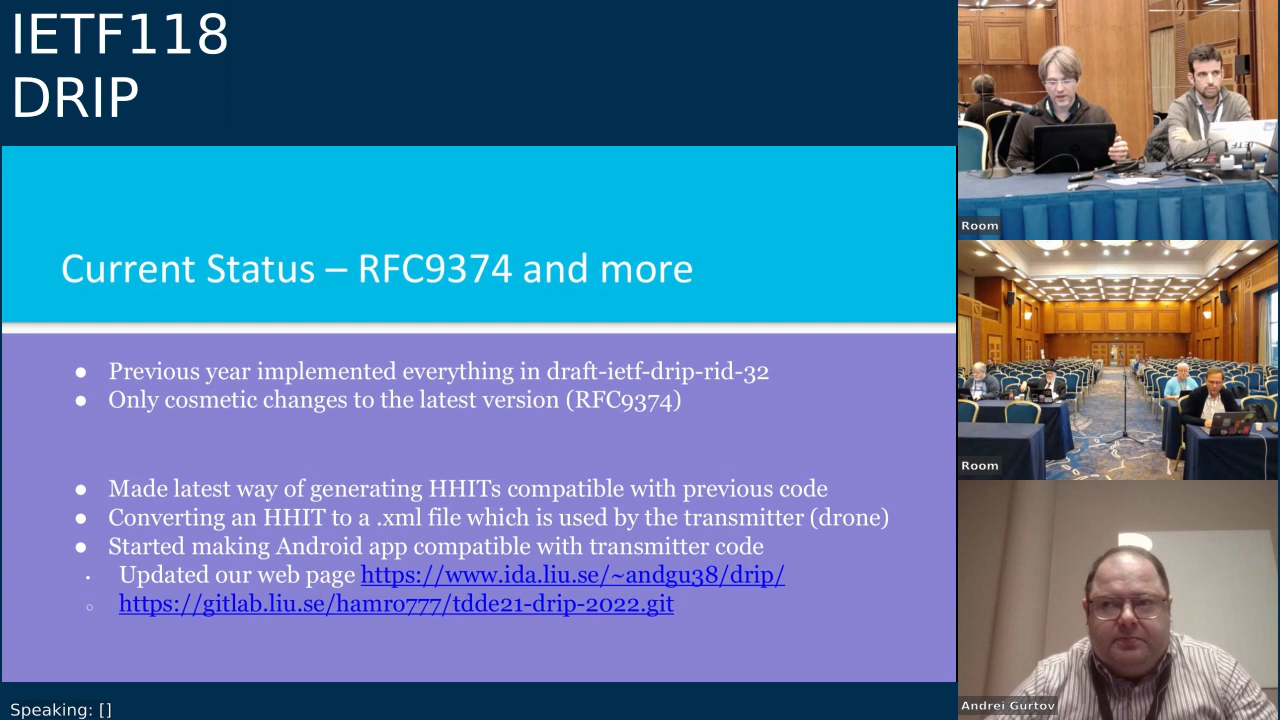 IETF118
DRIP
Current Status – RFC9374 and more
● Previous year implemented everything in draft-ietf-drip-rid-32
● Only cosmetic changes to the latest version (RFC9374)
● Made latest way of generating HHITs compatible with previous code
● Converting an HHIT to a .xml file which is used by the transmitter (drone)
● Started making Android app compatible with transmitter code
• Updated our web page https://www.ida.liu.se/~andgu38/drip/
○ https://gitlab.liu.se/hamro777/tdde21-drip-2022.git
Speaking: []
Room
IETF
Room
Andrei Gurtov